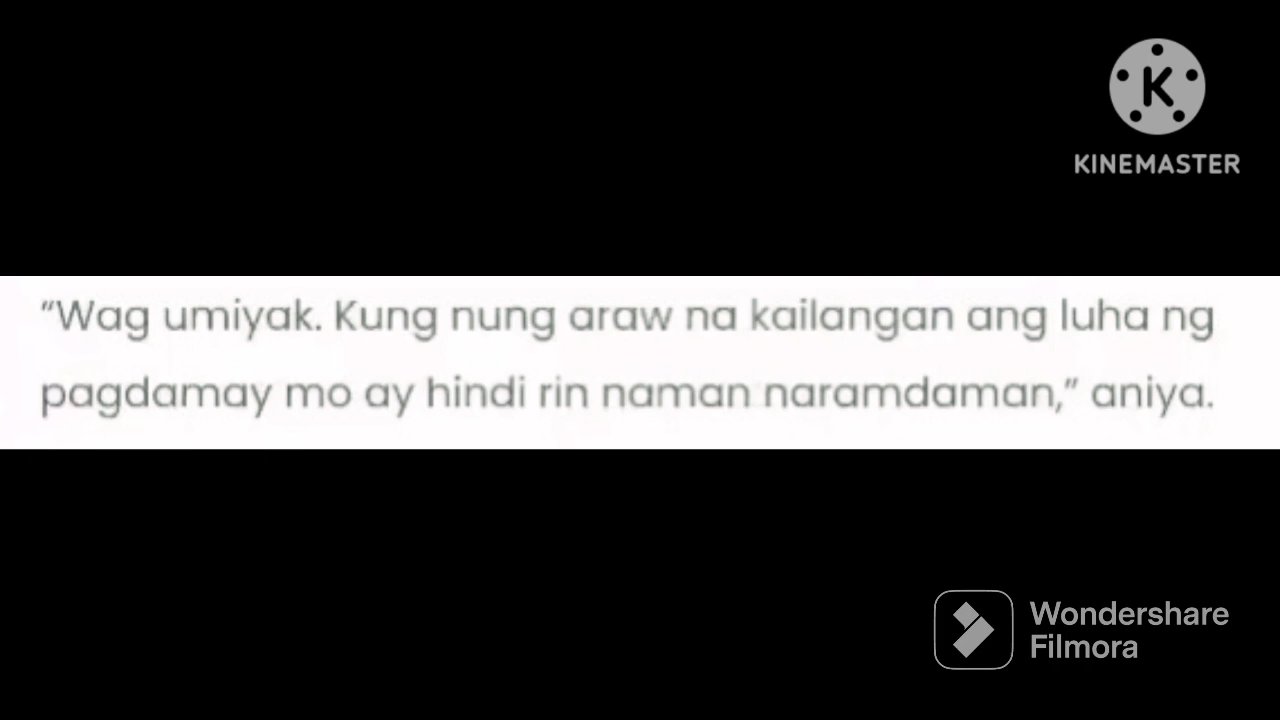 KINEMASTER
“Wag umiyak. Kung nung araw na kailangan ang luha ng
pagdamay mo ay hindi rin naman naramdaman,” aniya.
Wondershare
Filmora